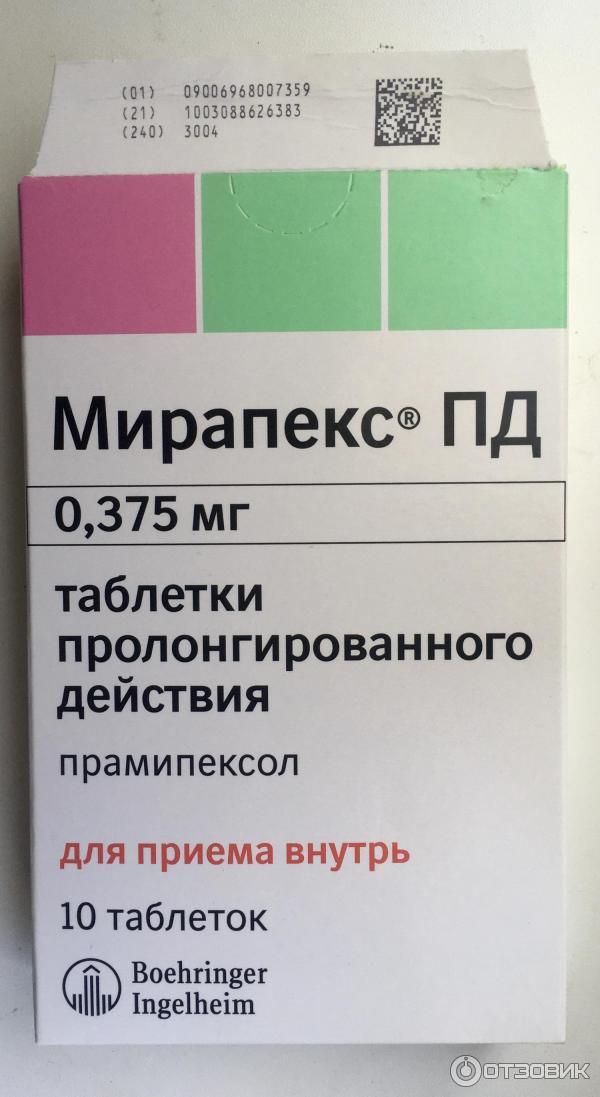 (01) 09006968007359
(21) 1003088626383
(240) 3004
Мирапекс® ПД
0,375 мг
таблетки
пролонгированного
действия
прамипексол
для приема внутрь
10 таблеток
Boehringer
Ingelheim
ОТЗОВИК